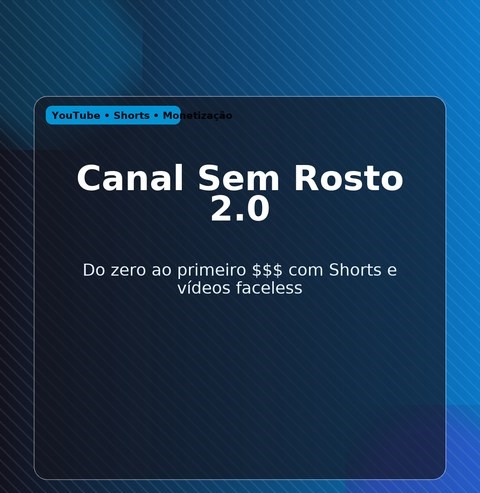 YouTube • Shorts • Monetização
Canal Sem Rosto
2.0
Do zero ao primeiro $$$ com Shorts e
vídeos faceless